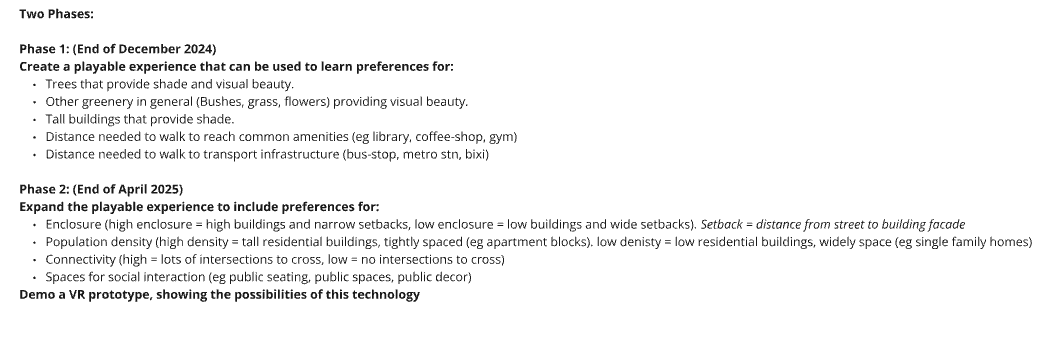 Two Phases:
Phase 1: (End of December 2024)
Create a playable experience that can be used to learn preferences for:
• Trees that provide shade and visual beauty.
• Other greenery in general (Bushes, grass, flowers) providing visual beauty.
• Tall buildings that provide shade.
• Distance needed to walk to reach common amenities (eg library, coffee-shop, gym)
• Distance needed to walk to transport infrastructure (bus-stop, metro stn, bixi)
Phase 2: (End of April 2025)
Expand the playable experience to include preferences for:
• Enclosure (high enclosure = high buildings and narrow setbacks, low enclosure = low buildings and wide setbacks). Setback = distance from street to building facade
• Population density (high density = tall residential buildings, tightly spaced (eg apartment blocks). low denisty = low residential buildings, widely space (eg single family homes)
• Connectivity (high = lots of intersections to cross, low = no intersections to cross)
• Spaces for social interaction (eg public seating, public spaces, public decor)
Demo a VR prototype, showing the possibilities of this technology